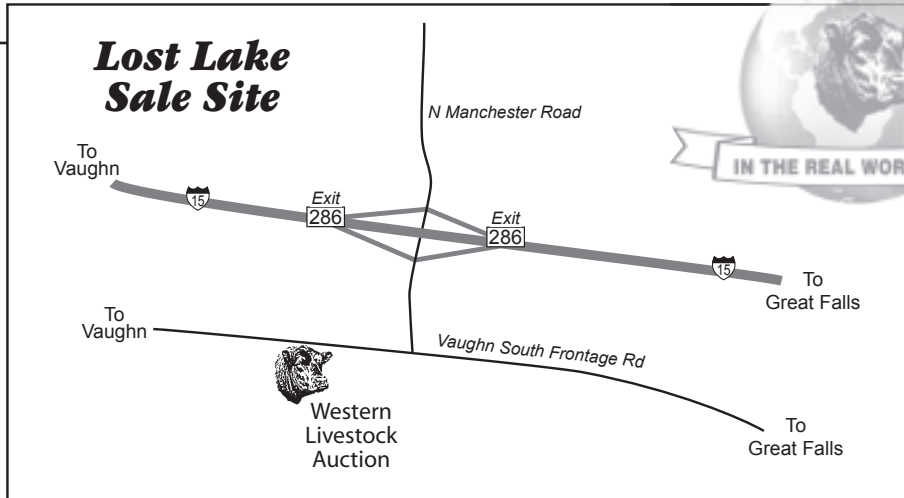 Lost Lake
Sale Site
N Manchester Road
IN THE REAL
To
Vaughn
15
Exit
286
Exit
286
15
To
Great Falls
To
Vaughn
Vaughn South Frontage Rd
Western
Livestock
Auction
To
Great Falls